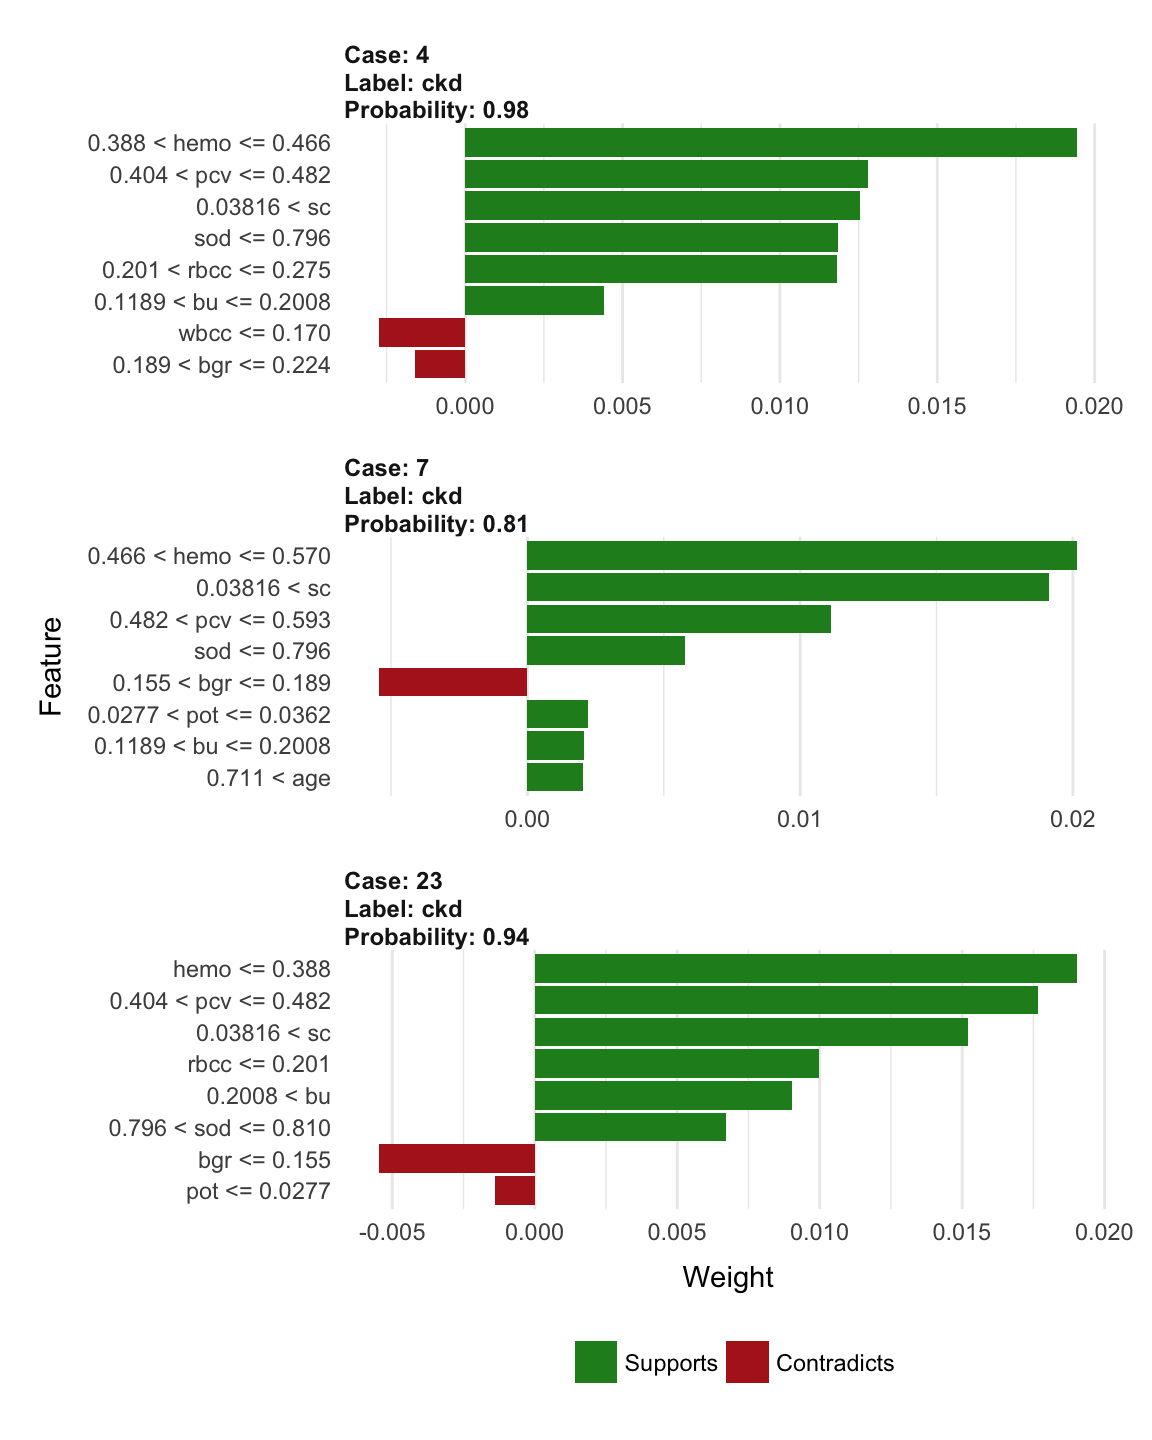 Case: 4
Label: ckd
Probability: 0.98
0.388 < hemo <= 0.466
0.404 < pcv <= 0.482
0.03816 < sc
sod <= 0.796
0.201 < rbcc <= 0.275
0.1189 < bu <= 0.2008
wbcc <= 0.170
0.189 < bgr <= 0.224
0.000 0.005 0.010 0.015 0.020
Case: 7
Label: ckd
Probability: 0.81
0.466 < hemo <= 0.570
0.03816 < sc
0.482 < pcv <= 0.593
sod <= 0.796
0.155 < bgr <= 0.189
0.0277 < pot <= 0.0362
0.1189 < bu <= 0.2008
0.711 < age
0.00 0.01 0.02
Feature
Case: 23
Label: ckd
Probability: 0.94
hemo <= 0.388
0.404 < pcv <= 0.482
0.03816 < sc
rbcc <= 0.201
0.2008 < bu
0.796 < sod <= 0.810
bgr <= 0.155
pot <= 0.0277
-0.005 0.000 0.005 0.010 0.015 0.020
Weight
Supports Contradicts